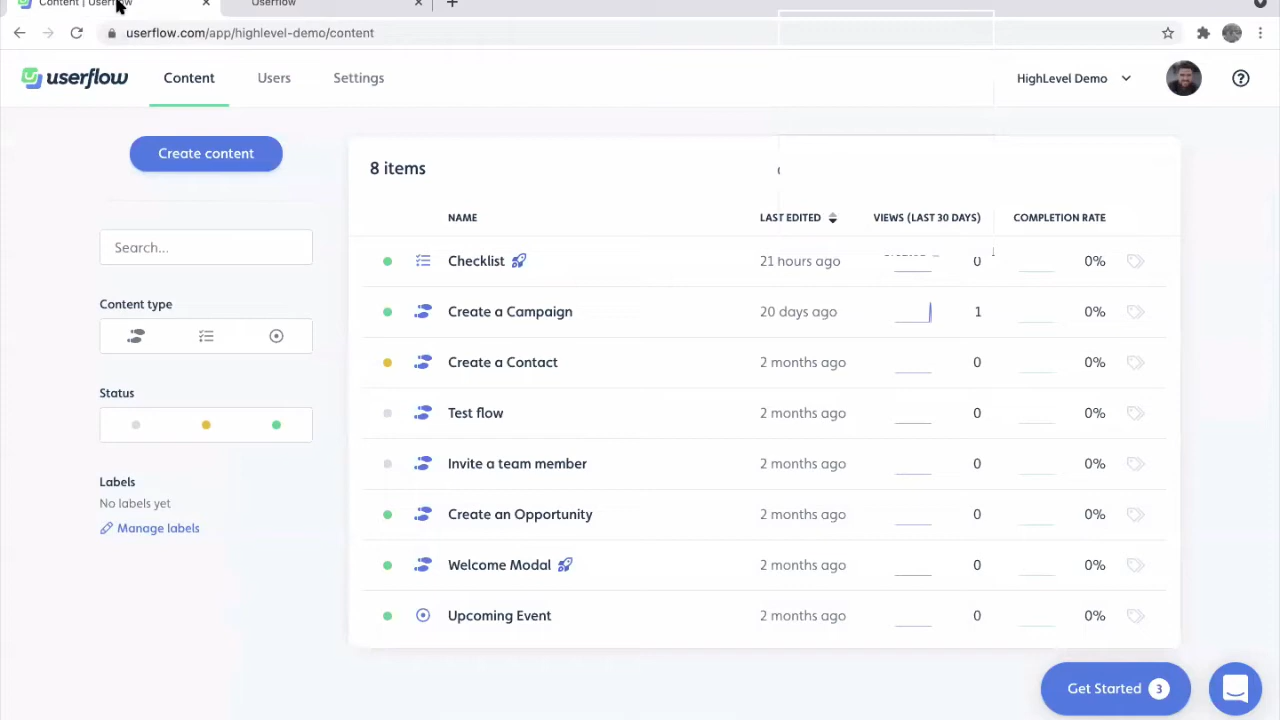 Content | Userflow
Userflow
userflow.com/app/highlevel-demo/content
userflow
Content
Users
Settings
HighLevel Demo
Create content
Search...
Content type
Status
Labels
No labels yet
Manage labels
8 items
NAME LAST EDITED VIEWS (LAST 30 DAYS) COMPLETION RATE
Checklist 21 hours ago 0 0%
Create a Campaign 20 days ago 1 0%
Create a Contact 2 months ago 0 0%
Test flow 2 months ago 0 0%
Invite a team member 2 months ago 0 0%
Create an Opportunity 2 months ago 0 0%
Welcome Modal 2 months ago 0 0%
Upcoming Event 2 months ago 0 0%
Get Started 3